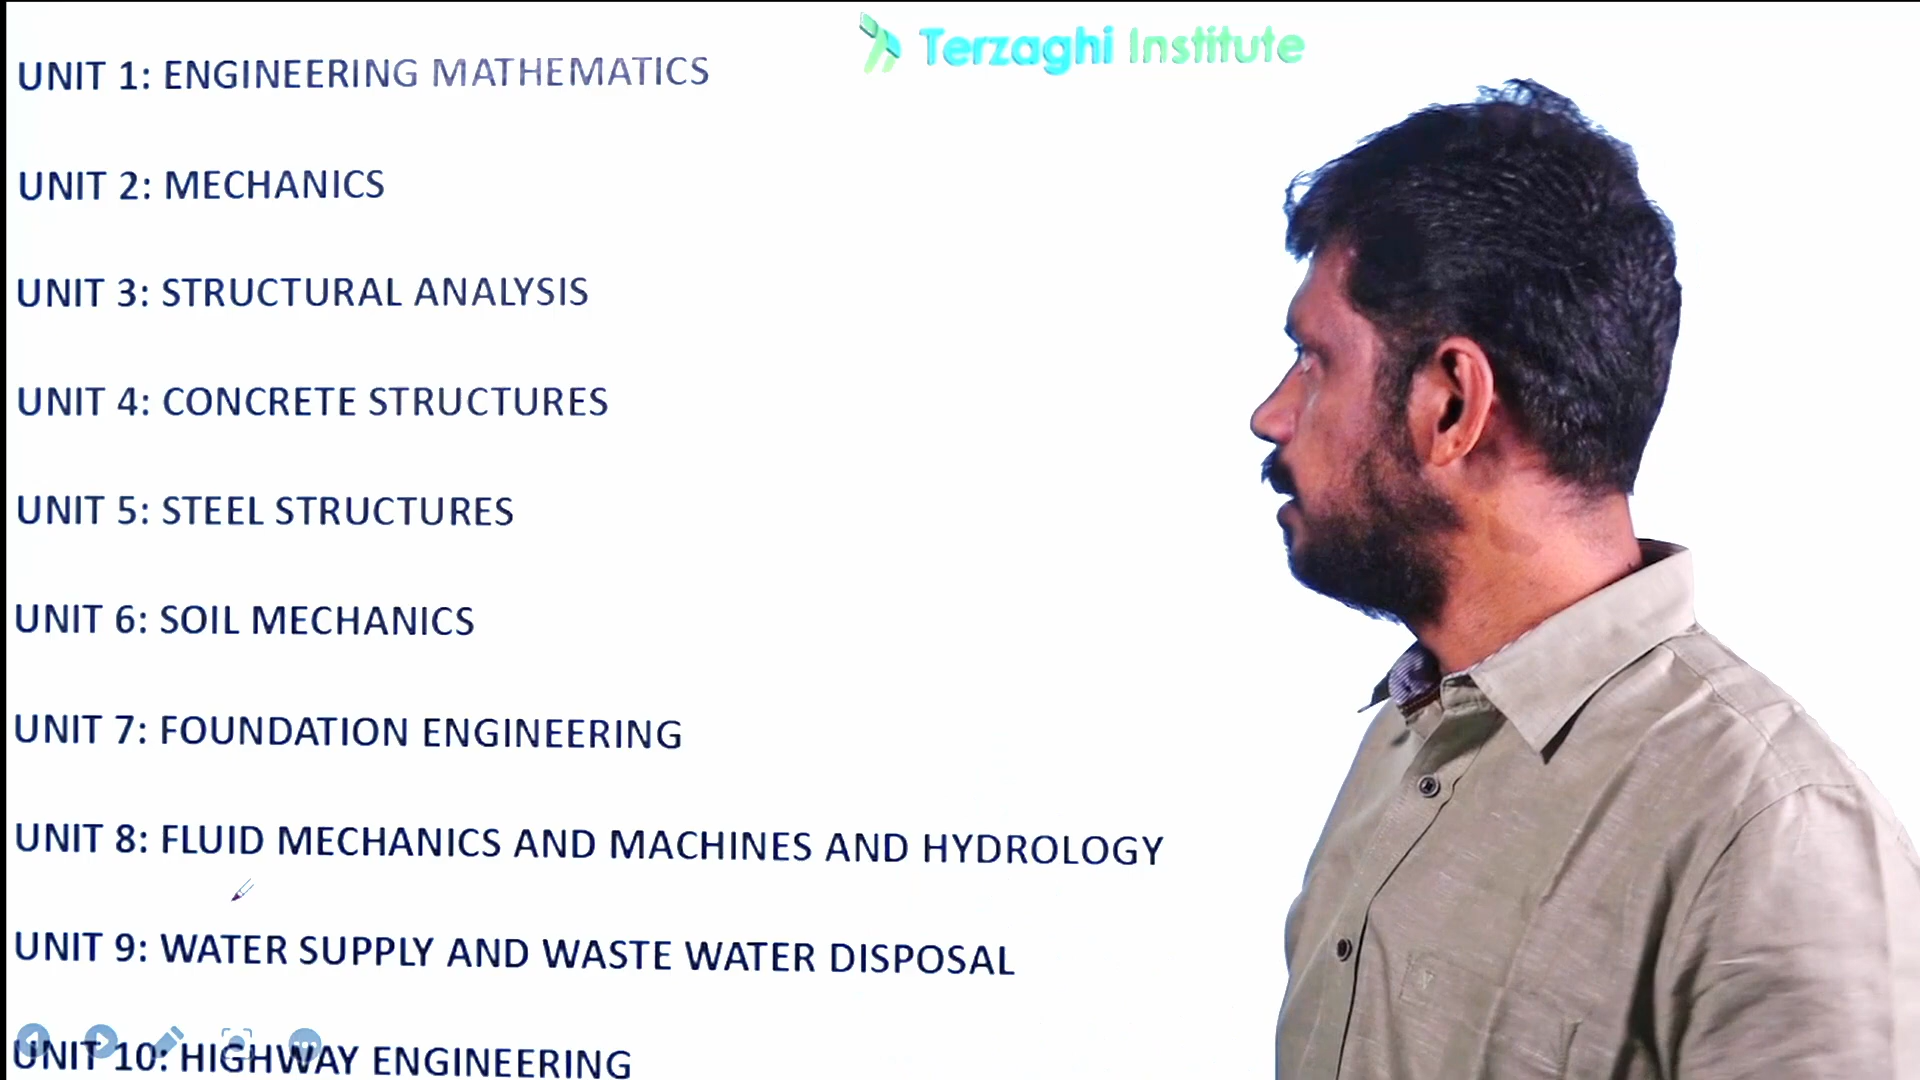 Terzaghi Institute
UNIT 1: ENGINEERING MATHEMATICS
UNIT 2: MECHANICS
UNIT 3: STRUCTURAL ANALYSIS
UNIT 4: CONCRETE STRUCTURES
UNIT 5: STEEL STRUCTURES
UNIT 6: SOIL MECHANICS
UNIT 7: FOUNDATION ENGINEERING
UNIT 8: FLUID MECHANICS AND MACHINES AND HYDROLOGY
UNIT 9: WATER SUPPLY AND WASTE WATER DISPOSAL
UNIT 10: HIGHWAY ENGINEERING